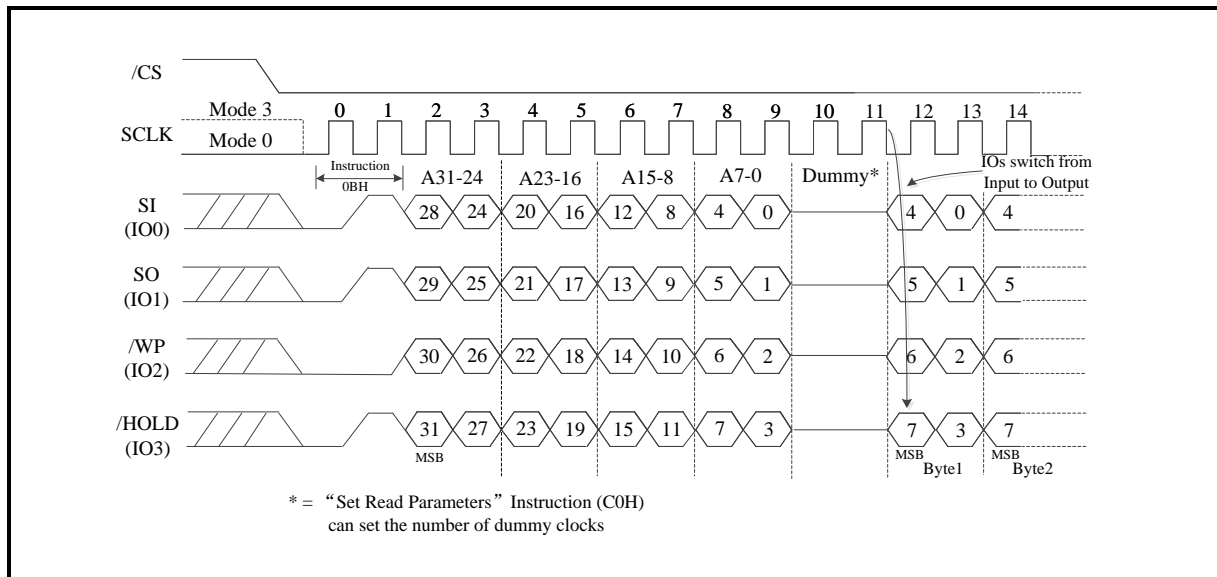 /CS
Mode 3 0 1 2 3 4 5 6 7 8 9 10 11 12 13 14
SCLK
Mode 0
Instruction
0BH
A31-24 A23-16 A15-8 A7-0 Dummy*
IOs switch from
Input to Output
SI
(IO0)
28 24 20 16 12 8 4 0 4 0 4
SO
(IO1)
29 25 21 17 13 9 5 1 5 1 5
/WP
(IO2)
30 26 22 18 14 10 6 2 6 2 6
/HOLD
(IO3)
31 27 23 19 15 11 7 3 7 3 7
MSB MSB Byte1 MSB Byte2
* = “Set Read Parameters” Instruction (C0H)
can set the number of dummy clocks